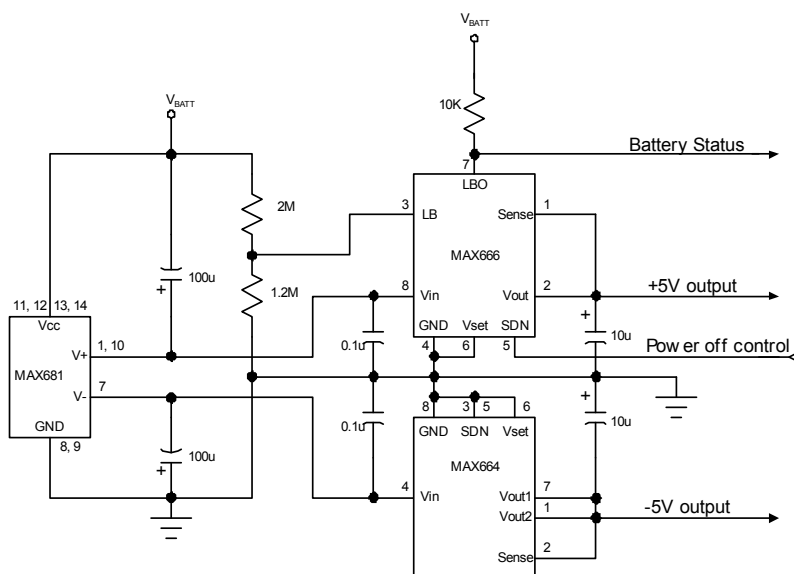 VBATT
10K
VBATT
Battery Status
7
LBO
2M
3
LB
Sense
1
MAX666
100u
+
1.2M
8
Vin
Vout
2
+5V output
11, 12
13, 14
Vcc
+
10u
GND
Vset
SDN
0.1u
4
6
5
Power off control
V+
1, 10
MAX681
V-
7
+
8
3
5
6
GND
SDN
Vset
10u
0.1u
GND
8, 9
100u
+
MAX664
4
Vin
Vout1
7
Vout2
1
-5V output
Sense
2